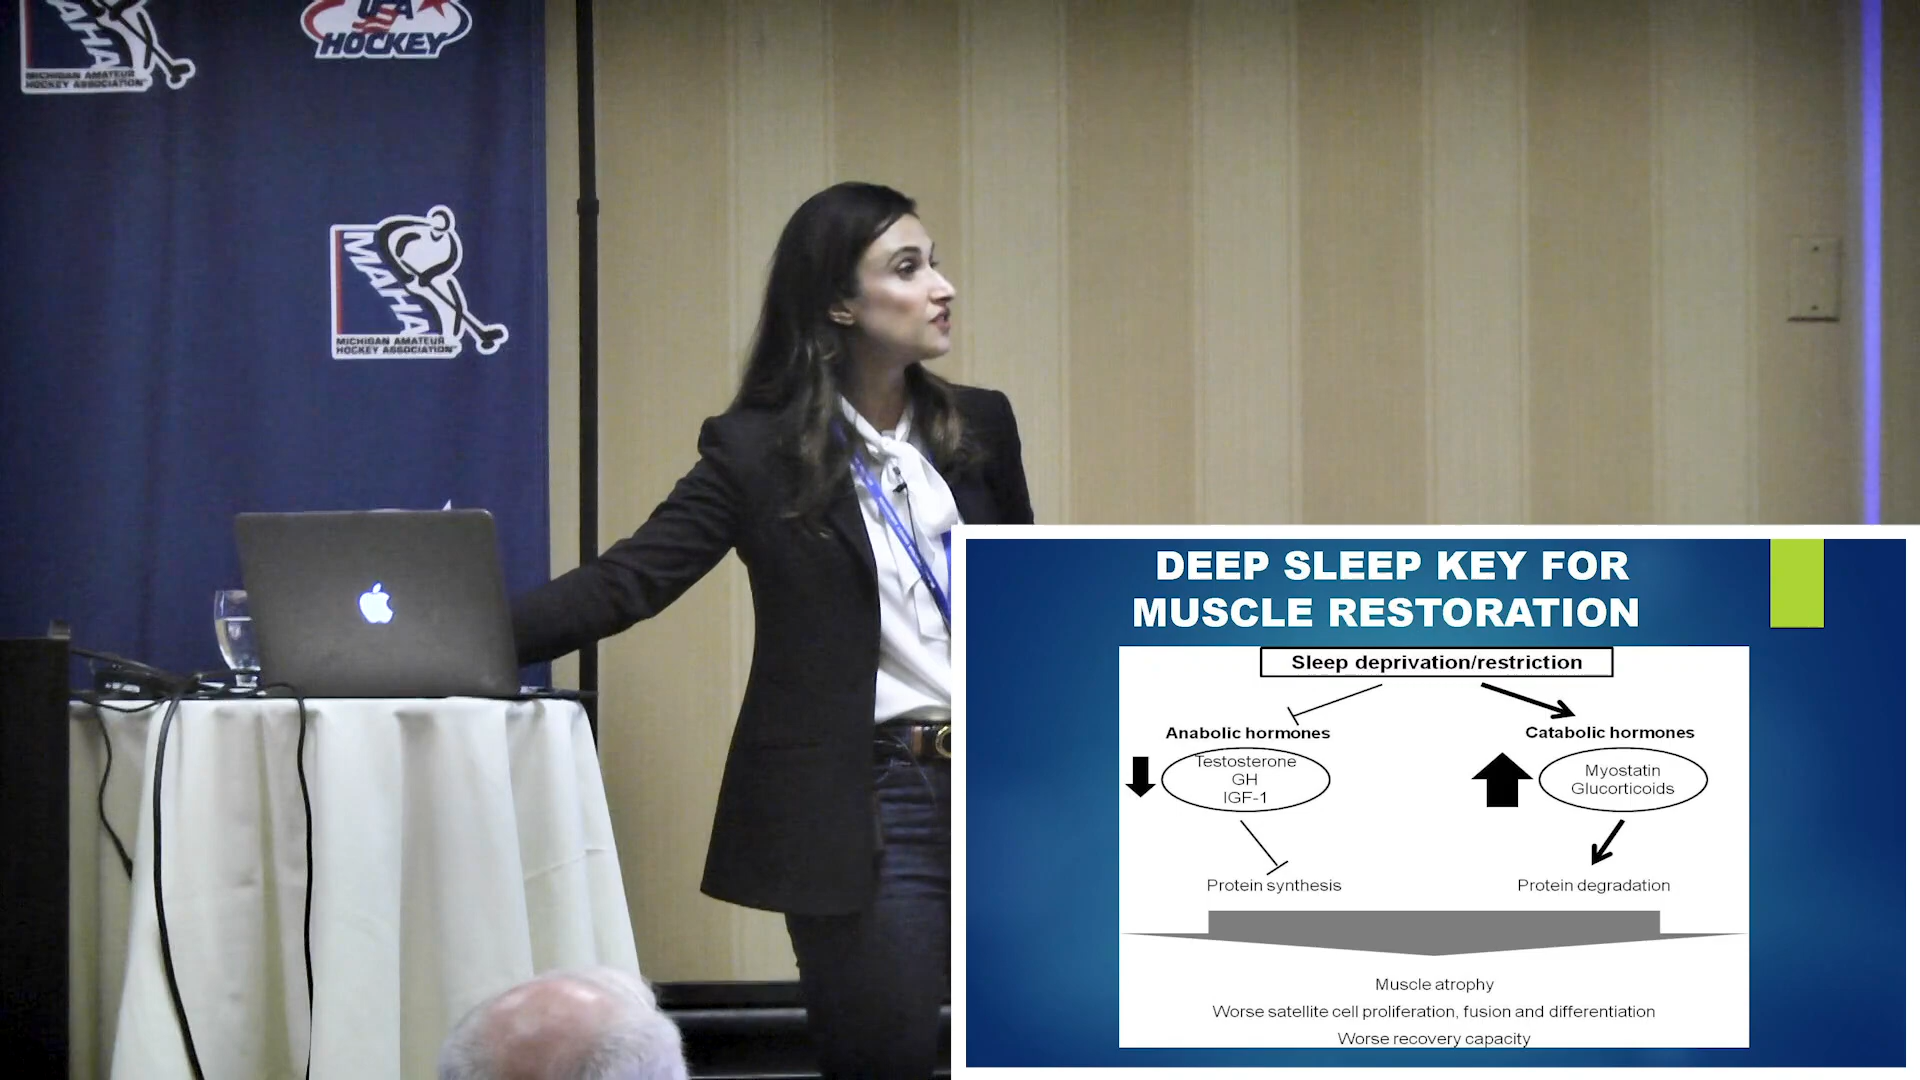 MAHA
MICHIGAN AMATEUR
HOCKEY ASSOCIATION
USA
HOCKEY
MAHA
MICHIGAN AMATEUR
HOCKEY ASSOCIATION
DEEP SLEEP KEY FOR
MUSCLE RESTORATION
Sleep deprivation/restriction
Anabolic hormones
Catabolic hormones
Testosterone
GH
IGF-1
Myostatin
Glucorticoids
Protein synthesis
Protein degradation
Muscle atrophy
Worse satellite cell proliferation, fusion and differentiation
Worse recovery capacity